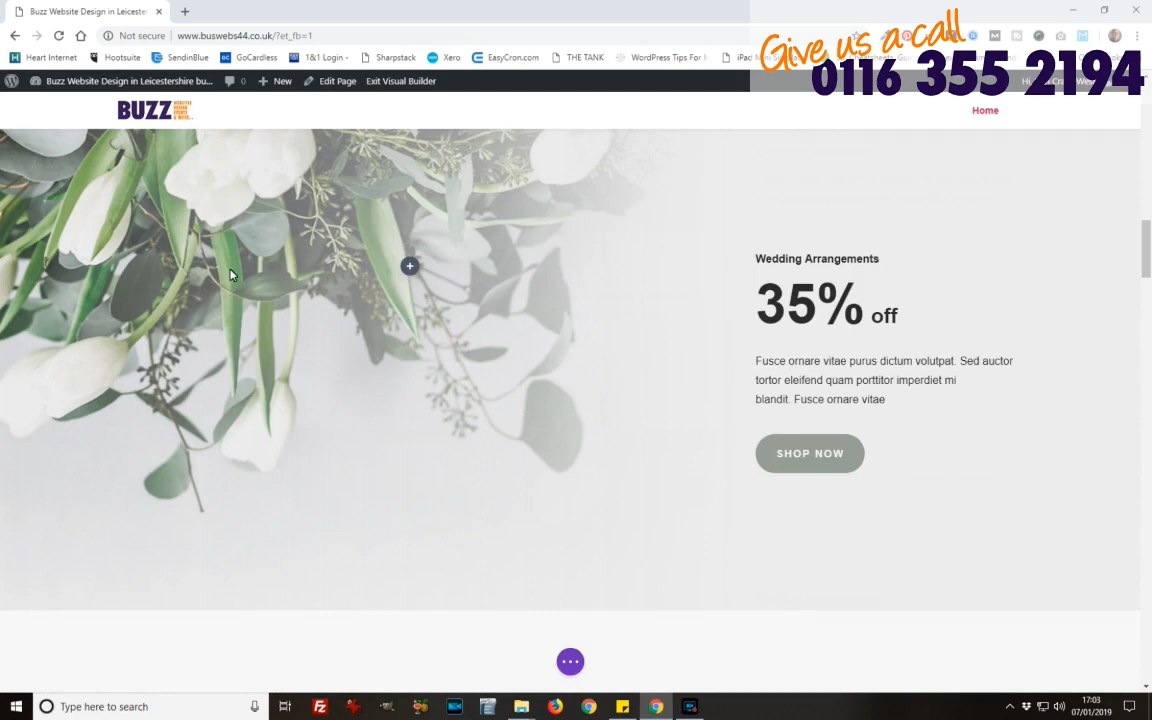 Buzz Website Design in Leicester
Give us a call
0116 355 2194
Not secure
www.buswebs44.co.uk/?et_fb=1
Heart Internet
Hootsuite
SendinBlue
GoCardless
1&1 Login -
Sharpstack
Xero
EasyCron.com
THE TANK
WordPress Tips For
Buzz Website Design in Leicestershire bu...
0
New
Edit Page
Exit Visual Builder
BUZZ
Home
Wedding Arrangements
35% off
Fusce ornare vitae purus dictum volutpat. Sed auctor
tortor eleifend quam porttitor imperdiet mi
blandit. Fusce ornare vitae
SHOP NOW
Type here to search
17:03
07/01/2019